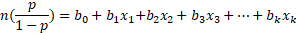 n(p/(1−p)) = b₀ + b₁x₁+b₂x₂ + b₃x₃ + ⋯ + bₖxₖ